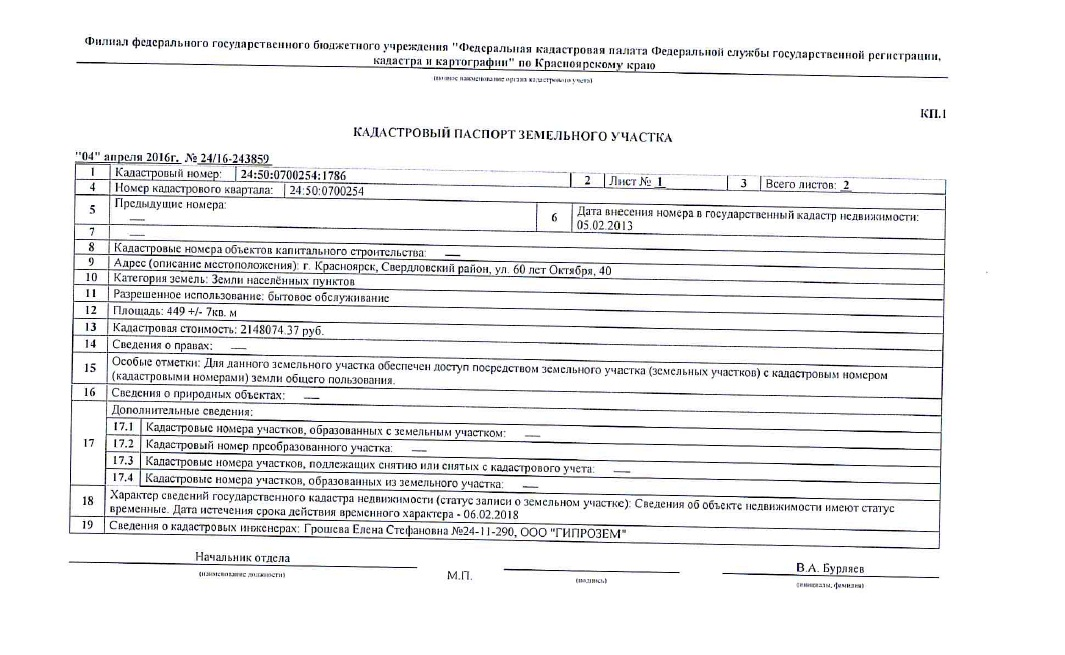 Филиал федерального государственного бюджетного учреждения "Федеральная кадастровая палата Федеральной службы государственной регистрации,
кадастра и картографии" по Красноярскому краю
(полное наименование органа кадастрового учета)
КП.1
КАДАСТРОВЫЙ ПАСПОРТ ЗЕМЕЛЬНОГО УЧАСТКА
"04" апреля 2016г. № 24/16-243859
1 Кадастровый номер: 24:50:0700254:1786 2 Лист № 1 3 Всего листов: 2
4 Номер кадастрового квартала: 24:50:0700254
5 Предыдущие номера: — 6 Дата внесения номера в государственный кадастр недвижимости:
05.02.2013
7 —
8 Кадастровые номера объектов капитального строительства: —
9 Адрес (описание местоположения): г. Красноярск, Свердловский район, ул. 60 лет Октября, 40
10 Категория земель: Земли населённых пунктов
11 Разрешенное использование: бытовое обслуживание
12 Площадь: 449 +/- 7кв. м
13 Кадастровая стоимость: 2148074.37 руб.
14 Сведения о правах: —
15 Особые отметки: Для данного земельного участка обеспечен доступ посредством земельного участка (земельных участков) с кадастровым номером
(кадастровыми номерами) земли общего пользования.
16 Сведения о природных объектах: —
17 Дополнительные сведения:
17.1 Кадастровые номера участков, образованных с земельным участком: —
17.2 Кадастровый номер преобразованного участка: —
17.3 Кадастровые номера участков, подлежащих снятию или снятых с кадастрового учета: —
17.4 Кадастровые номера участков, образованных из земельного участка: —
18 Характер сведений государственного кадастра недвижимости (статус записи о земельном участке): Сведения об объекте недвижимости имеют статус
временные. Дата истечения срока действия временного характера - 06.02.2018
19 Сведения о кадастровых инженерах: Грошева Елена Стефановна №24-11-290, ООО "ГИПРОЗЕМ"
Начальник отдела В.А. Бурляев
(наименование должности) М.П. (подпись) (инициалы, фамилия)